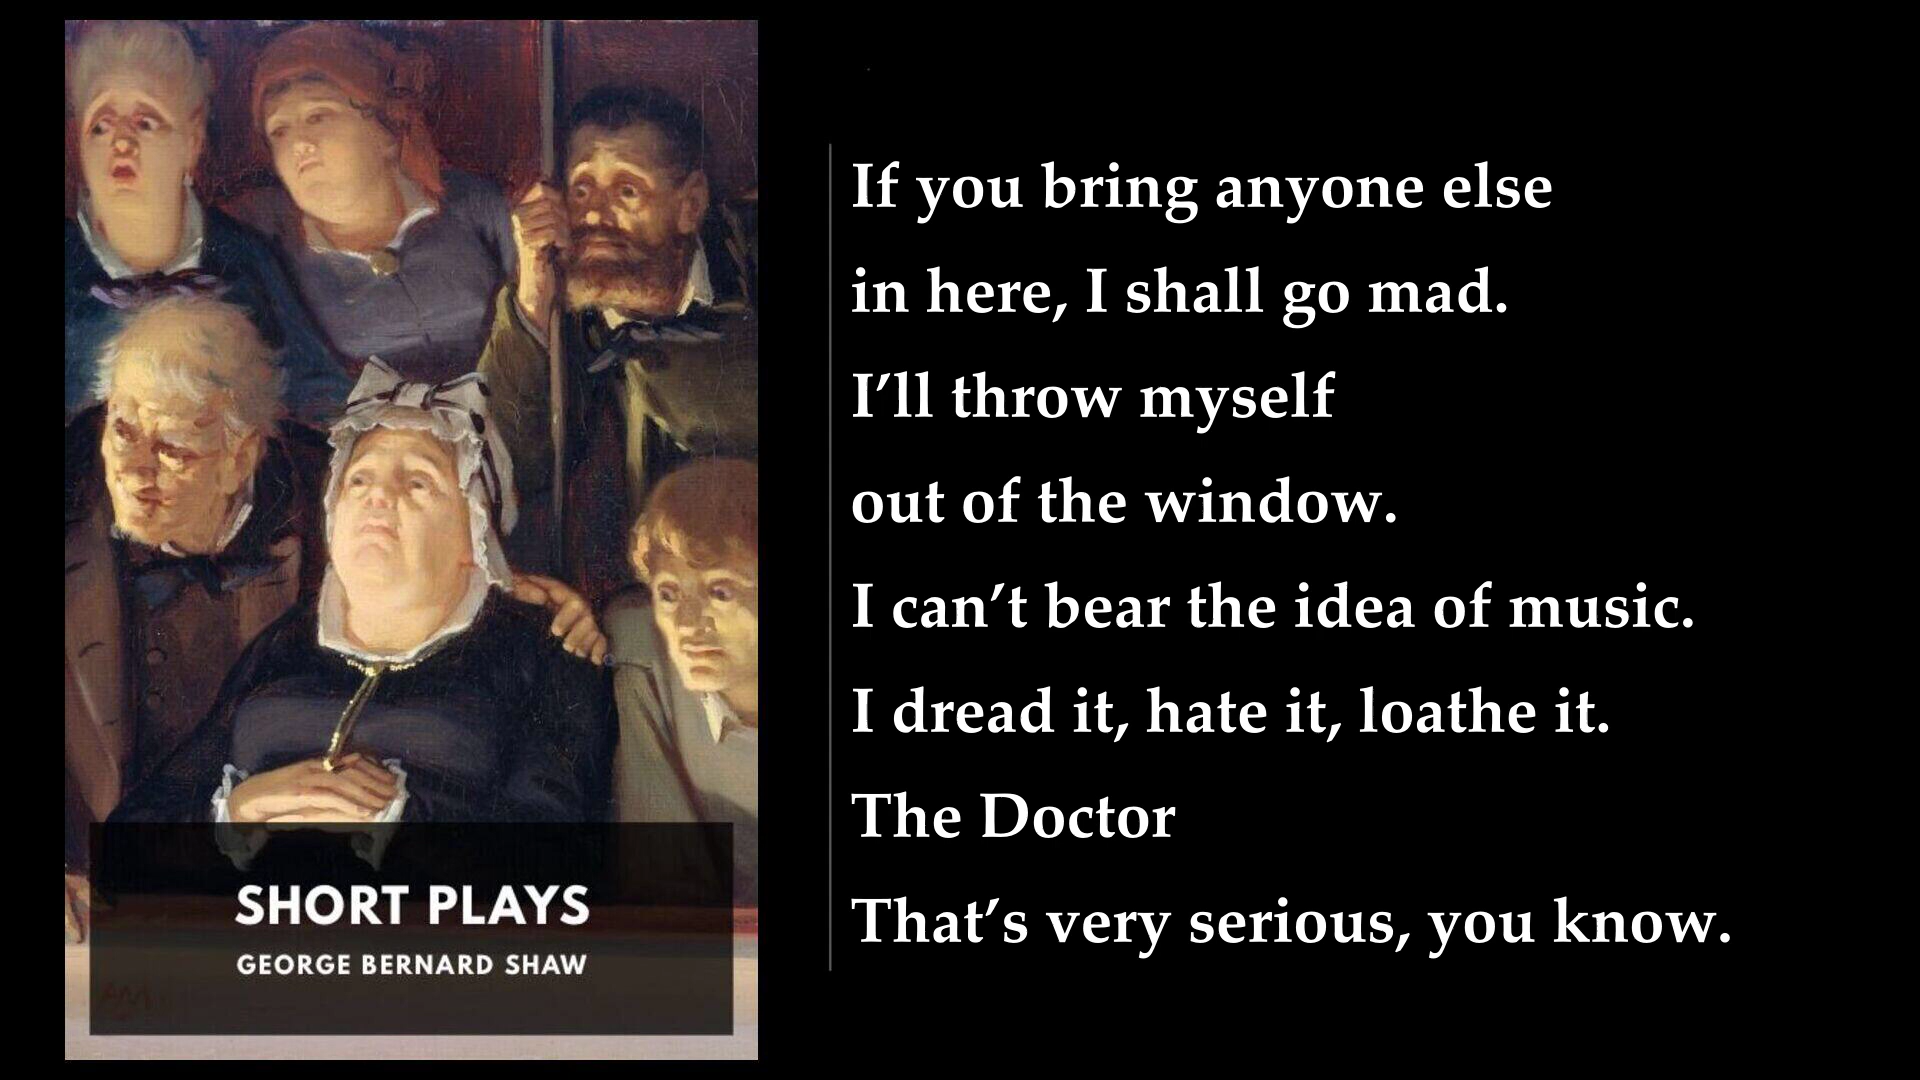 SHORT PLAYS
GEORGE BERNARD SHAW
If you bring anyone else
in here, I shall go mad.
I’ll throw myself
out of the window.
I can’t bear the idea of music.
I dread it, hate it, loathe it.
The Doctor
That’s very serious, you know.